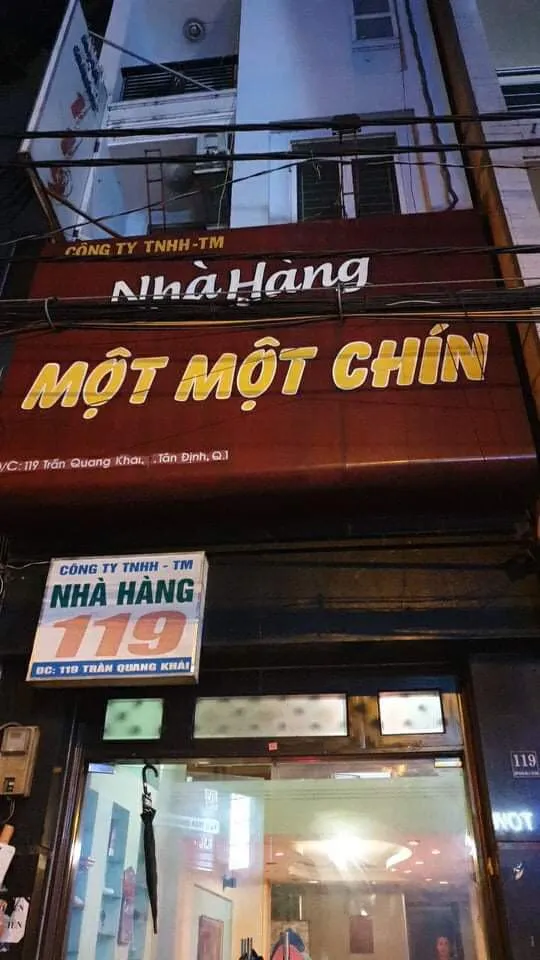 CÔNG TY TNHH-TM
Nhà Hàng
MỘT MỘT CHÍN
Đ/C: 119 Trần Quang Khải, Tân Định, Q.1
CÔNG TY TNHH - TM
NHÀ HÀNG
119
ĐC: 119 TRẦN QUANG KHẢI
119